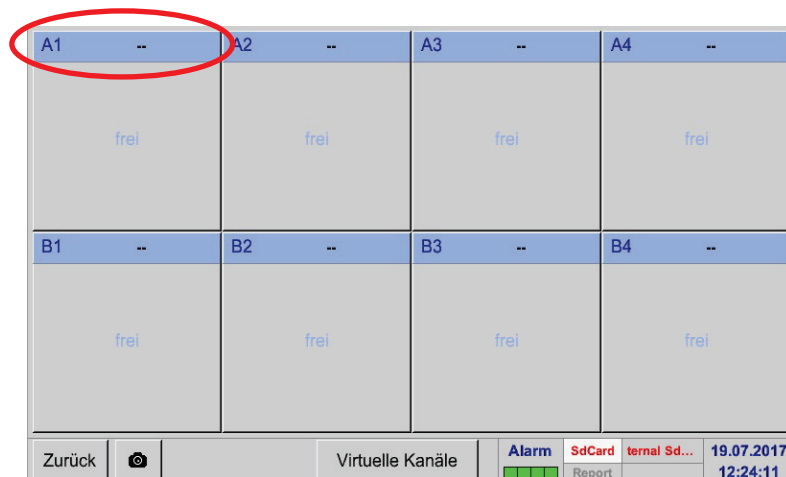 A1 -- A2 -- A3 -- A4 --
frei frei frei frei
B1 -- B2 -- B3 -- B4 --
frei frei frei frei
Zurück Virtuelle Kanäle Alarm SdCard ternal Sd... 19.07.2017
Report 12:24:11